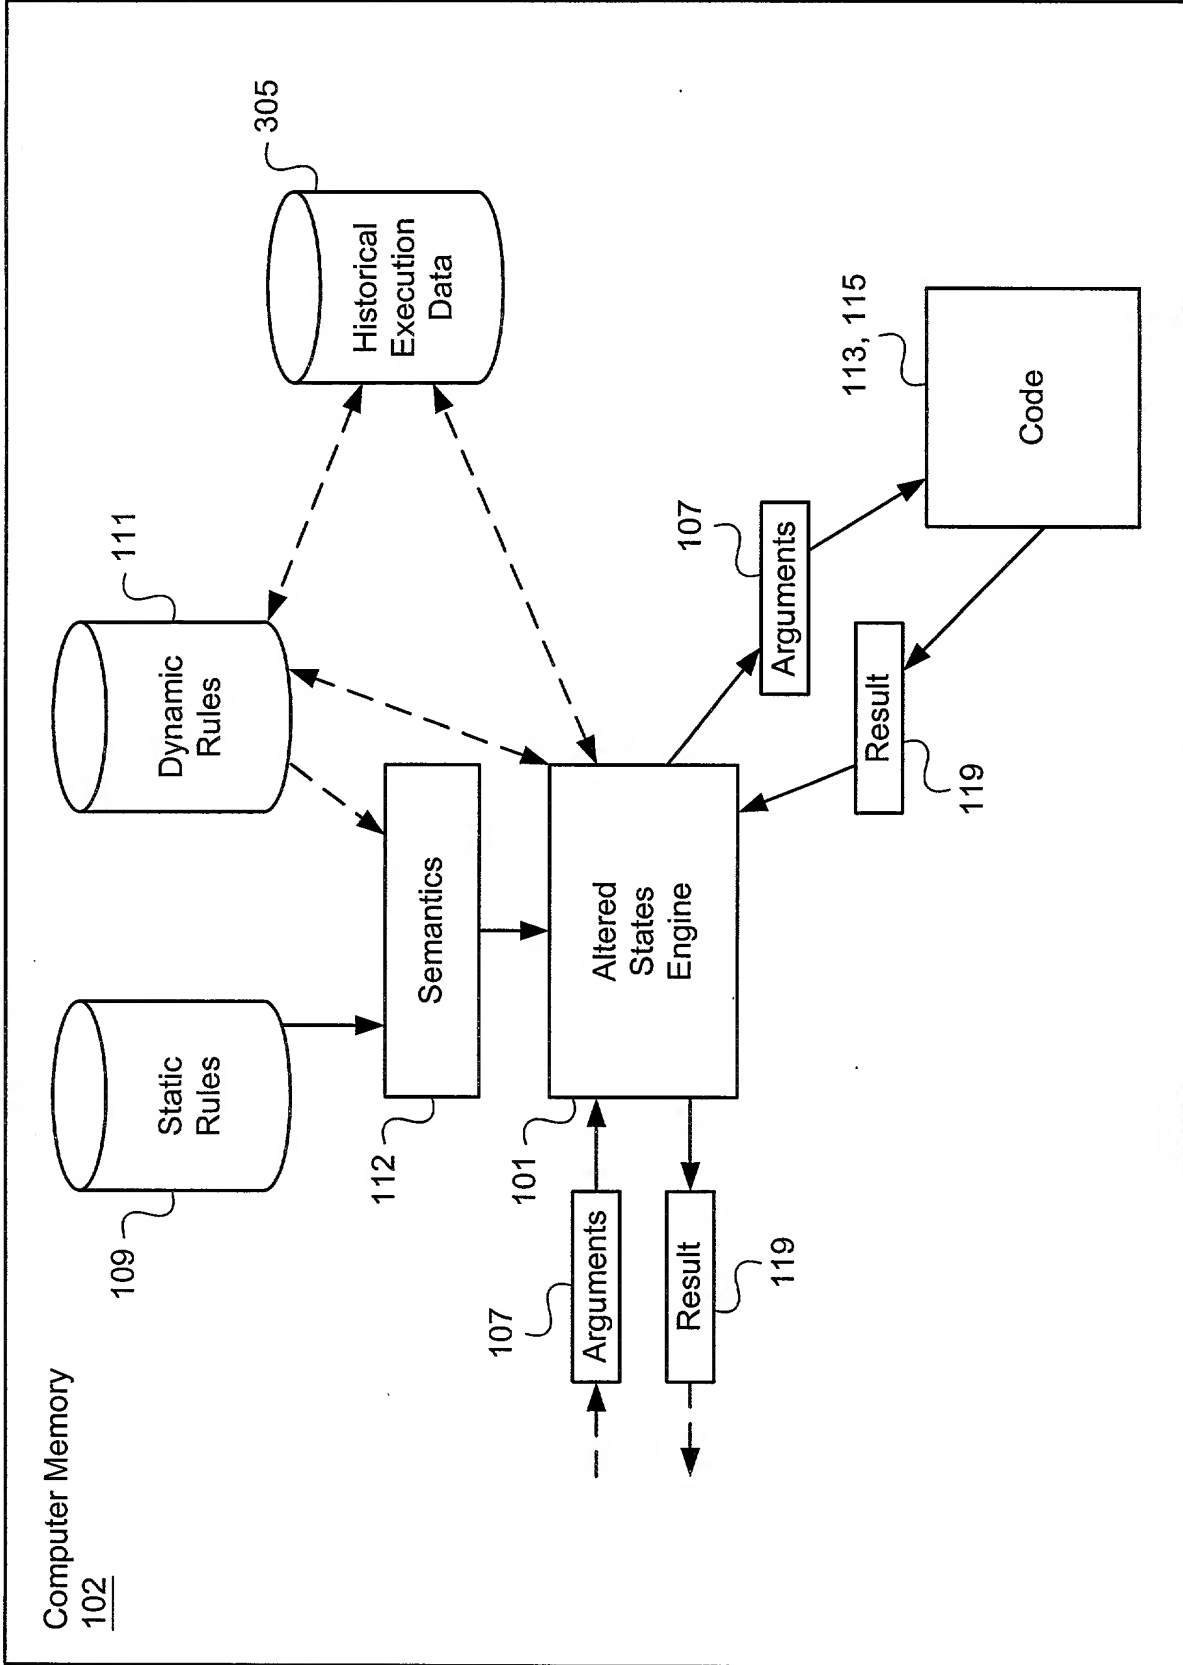 Computer Memory
102
109
Static
Rules
Dynamic
Rules
111
305
Historical
Execution
Data
112
Semantics
101
Altered
States
Engine
107
Arguments
Result
119
107
Arguments
Result
119
113, 115
Code